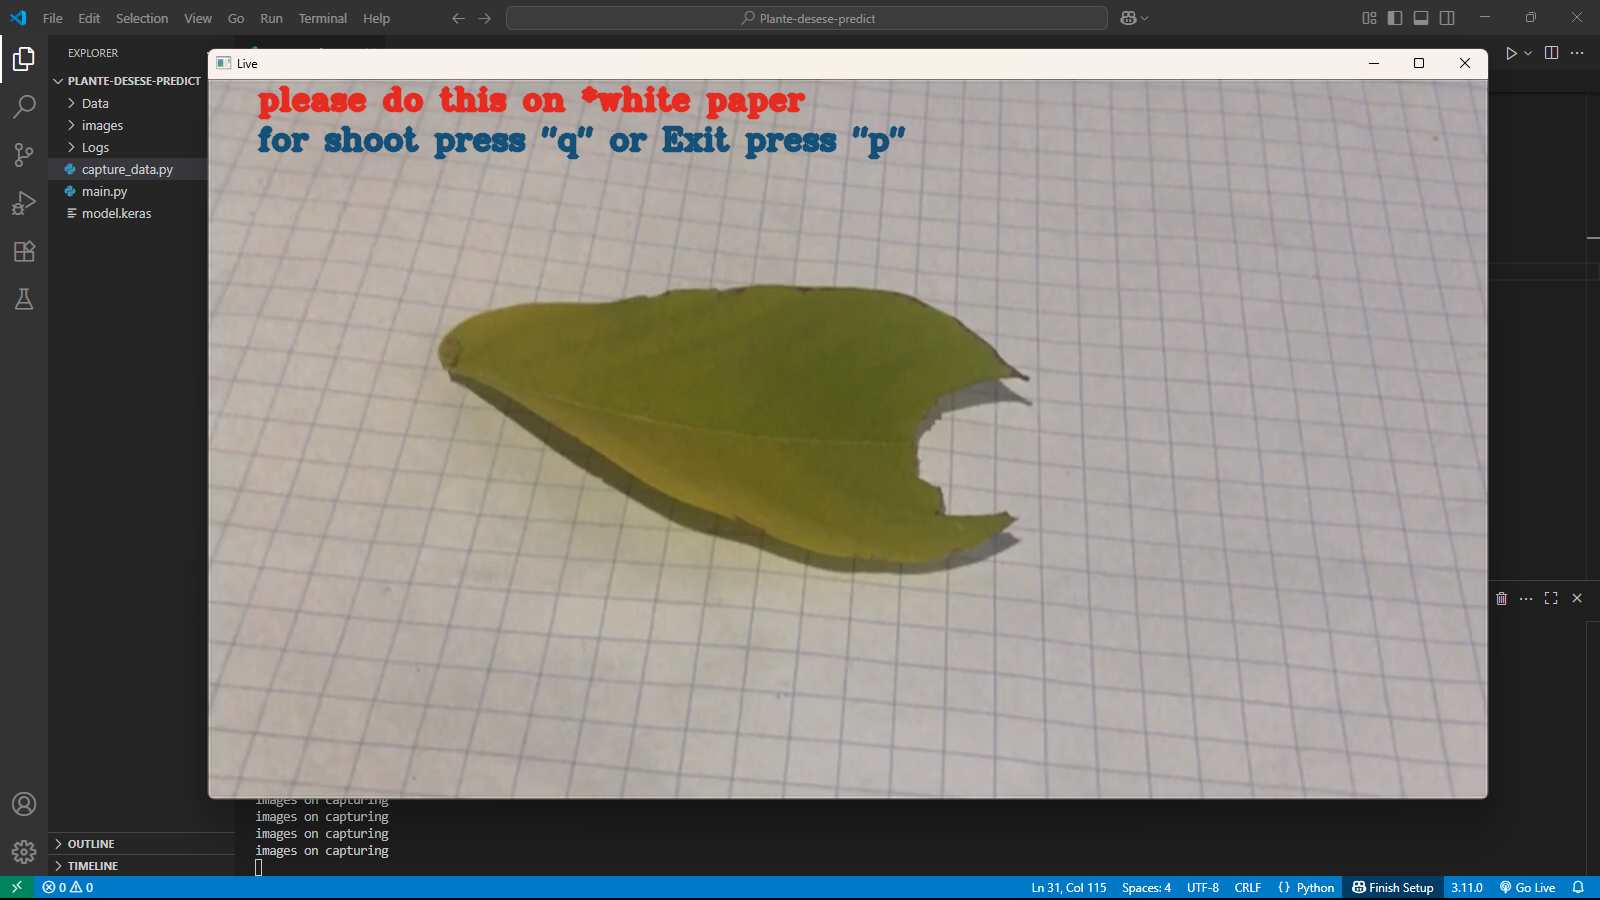 File Edit Selection View Go Run Terminal Help
Plante-desese-predict
EXPLORER
PLANTE-DESESE-PREDICT
Data
images
Logs
capture_data.py
main.py
model.keras
OUTLINE
TIMELINE
Live
please do this on *white paper
for shoot press "q" or Exit press "p"
images on capturing
images on capturing
images on capturing
images on capturing
0 0
Ln 31, Col 115 Spaces: 4 UTF-8 CRLF {} Python Finish Setup 3.11.0 Go Live